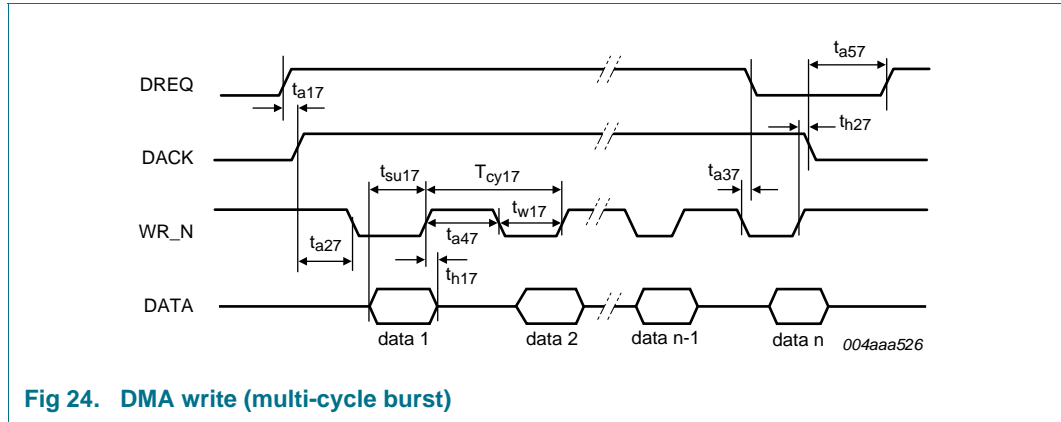 DREQ
ta17
ta57
DACK
th27
tsu17
Tcy17
ta37
WR_N
ta27
ta47
tw17
th17
DATA
data 1
data 2
data n-1
data n
004aaa526
Fig 24. DMA write (multi-cycle burst)